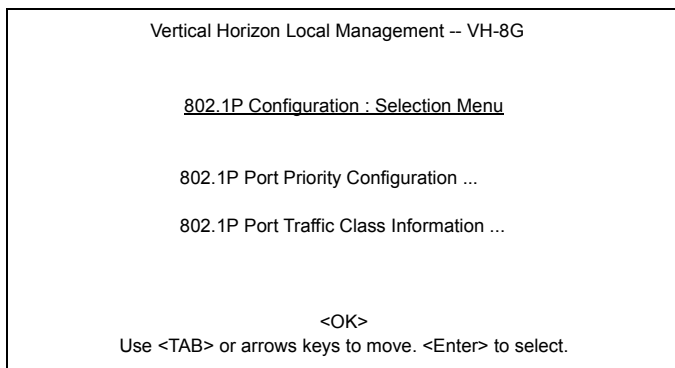 Vertical Horizon Local Management -- VH-8G
802.1P Configuration : Selection Menu
802.1P Port Priority Configuration ...
802.1P Port Traffic Class Information ...
<OK>
Use <TAB> or arrows keys to move. <Enter> to select.